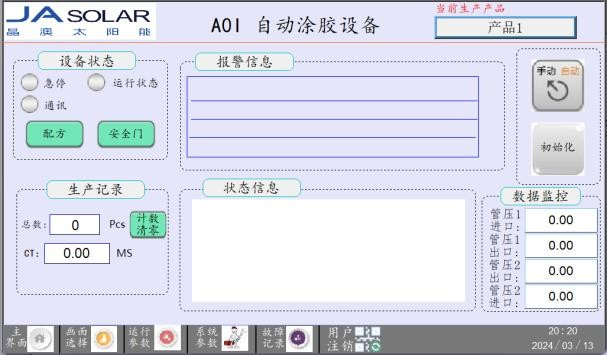 JA SOLAR
晶澳太阳能
AOI 自动涂胶设备
当前生产产品
产品1
设备状态
急停
运行状态
通讯
配方
安全门
报警信息
手动 自动
初始化
生产记录
总数:
0
Pcs
计数
清零
CT:
0.00
MS
状态信息
数据监控
管压1
进口:
0.00
管压1
出口:
0.00
管压2
出口:
0.00
管压2
进口:
0.00
主
界面
画面
选择
运行
参数
系统
参数
故障
记录
用户
注销
20:20
2024/03/13